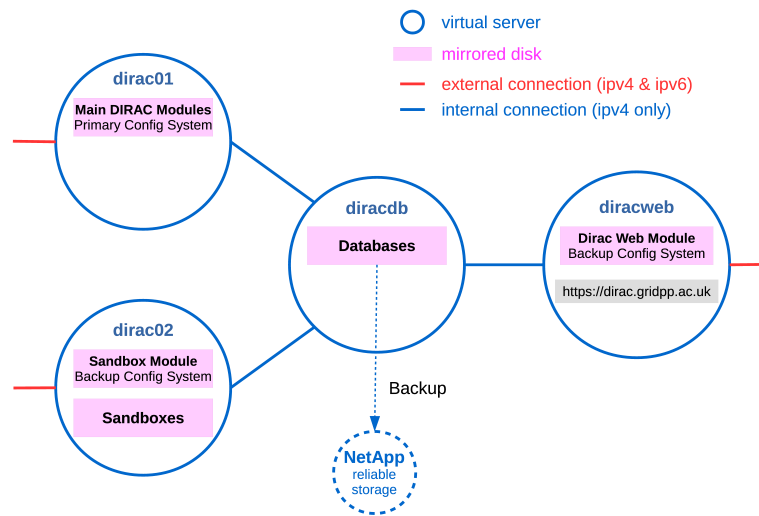 virtual server
mirrored disk
external connection (ipv4 & ipv6)
internal connection (ipv4 only)
dirac01
Main DIRAC Modules
Primary Config System
diracdb
Databases
diracweb
Dirac Web Module
Backup Config System
https://dirac.gridpp.ac.uk
dirac02
Sandbox Module
Backup Config System
Sandboxes
Backup
NetApp
reliable
storage